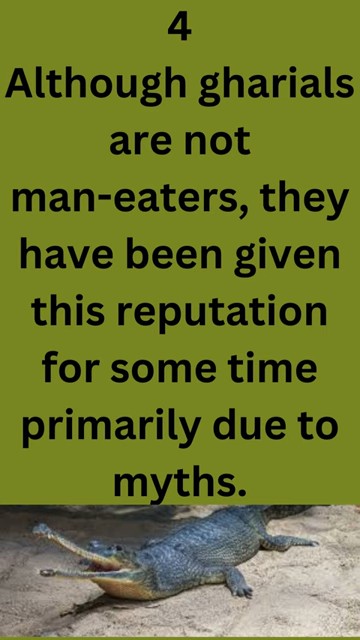 4
Although gharials
are not
man-eaters, they
have been given
this reputation
for some time
primarily due to
myths.